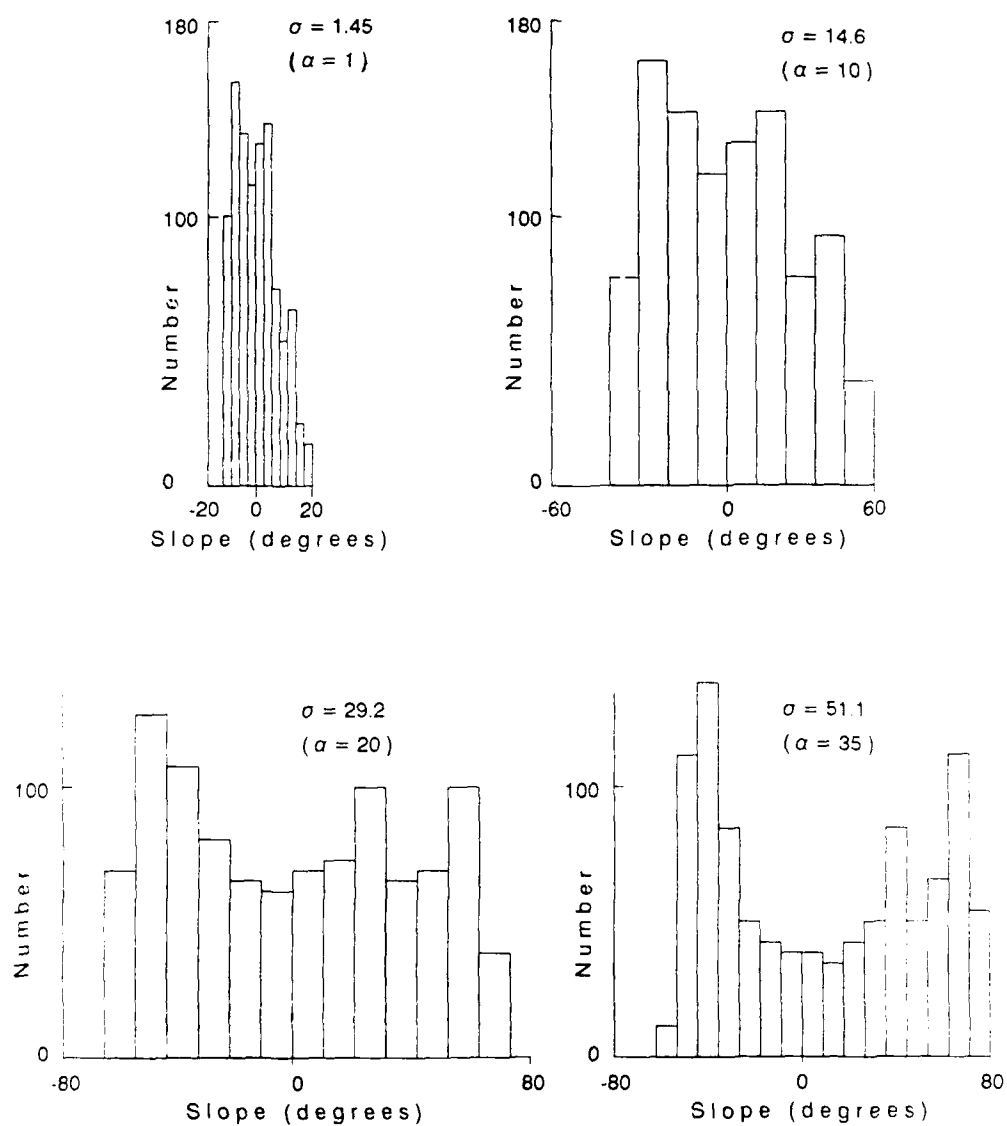 180
σ = 1.45
( α = 1 )
100
Number
0
-20 0 20
Slope (degrees)
180
σ = 14.6
( α = 10 )
100
Number
0
-60 0 60
Slope (degrees)
σ = 29.2
( α = 20 )
100
Number
0
-80 0 80
Slope (degrees)
σ = 51.1
( α = 35 )
100
Number
0
-80 0 80
Slope (degrees)